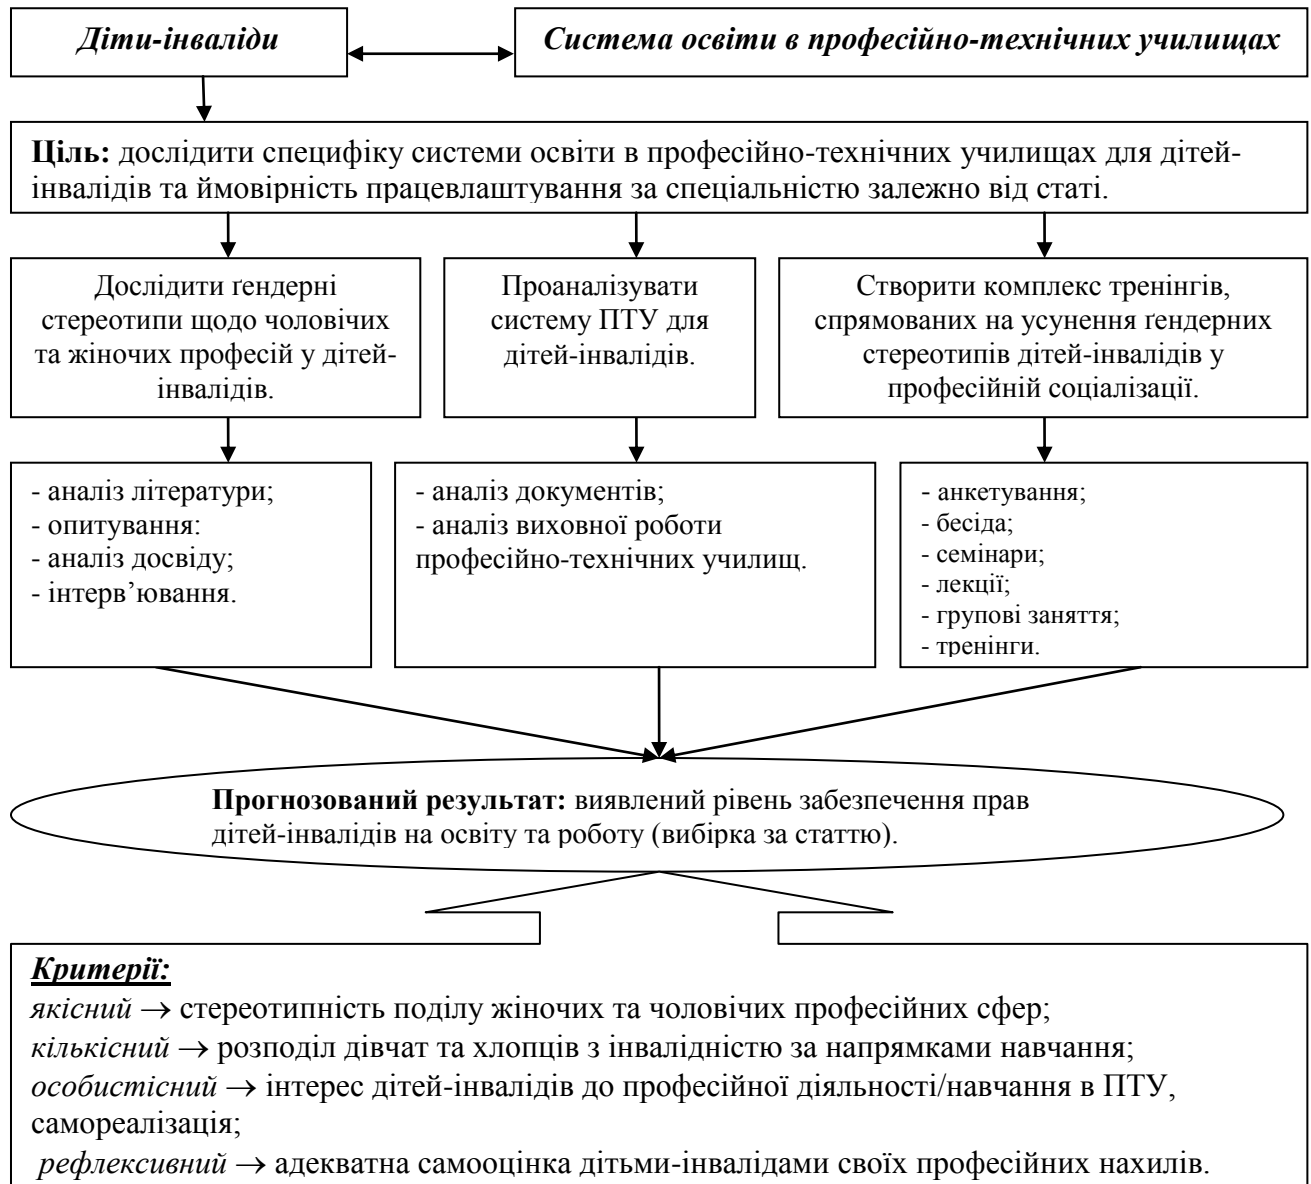 Діти-інваліди
Система освіти в професійно-технічних училищах
Ціль: дослідити специфіку системи освіти в професійно-технічних училищах для дітей-
інвалідів та ймовірність працевлаштування за спеціальністю залежно від статі.
Дослідити ґендерні
стереотипи щодо чоловічих
та жіночих професій у дітей-
інвалідів.
Проаналізувати
систему ПТУ для
дітей-інвалідів.
Створити комплекс тренінгів,
спрямованих на усунення ґендерних
стереотипів дітей-інвалідів у
професійній соціалізації.
- аналіз літератури;
- опитування:
- аналіз досвіду;
- інтерв’ювання.
- аналіз документів;
- аналіз виховної роботи
професійно-технічних училищ.
- анкетування;
- бесіда;
- семінари;
- лекції;
- групові заняття;
- тренінги.
Прогнозований результат: виявлений рівень забезпечення прав
дітей-інвалідів на освіту та роботу (вибірка за статтю).
Критерії:
якісний → стереотипність поділу жіночих та чоловічих професійних сфер;
кількісний → розподіл дівчат та хлопців з інвалідністю за напрямками навчання;
особистісний → інтерес дітей-інвалідів до професійної діяльності/навчання в ПТУ,
самореалізація;
рефлексивний → адекватна самооцінка дітьми-інвалідами своїх професійних нахилів.